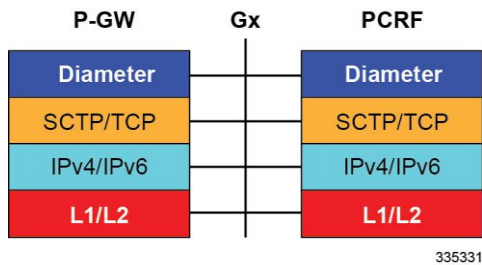 P-GW Gx PCRF
Diameter Diameter
SCTP/TCP SCTP/TCP
IPv4/IPv6 IPv4/IPv6
L1/L2 L1/L2
335331